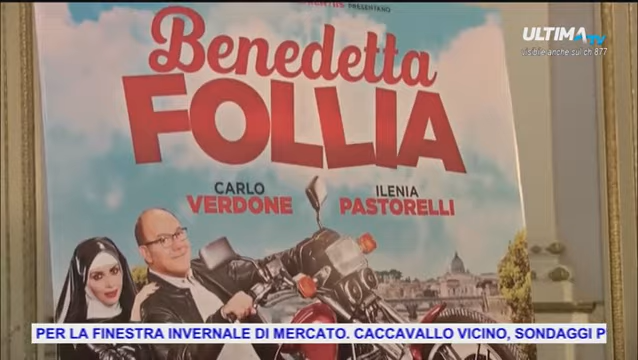 PRESENTANO
ULTIMA
TV
visibile anche sul ch 877
Benedetta
FOLLIA
CARLO
VERDONE
ILENIA
PASTORELLI
PER LA FINESTRA INVERNALE DI MERCATO. CACCAVALLO VICINO, SONDAGGI P